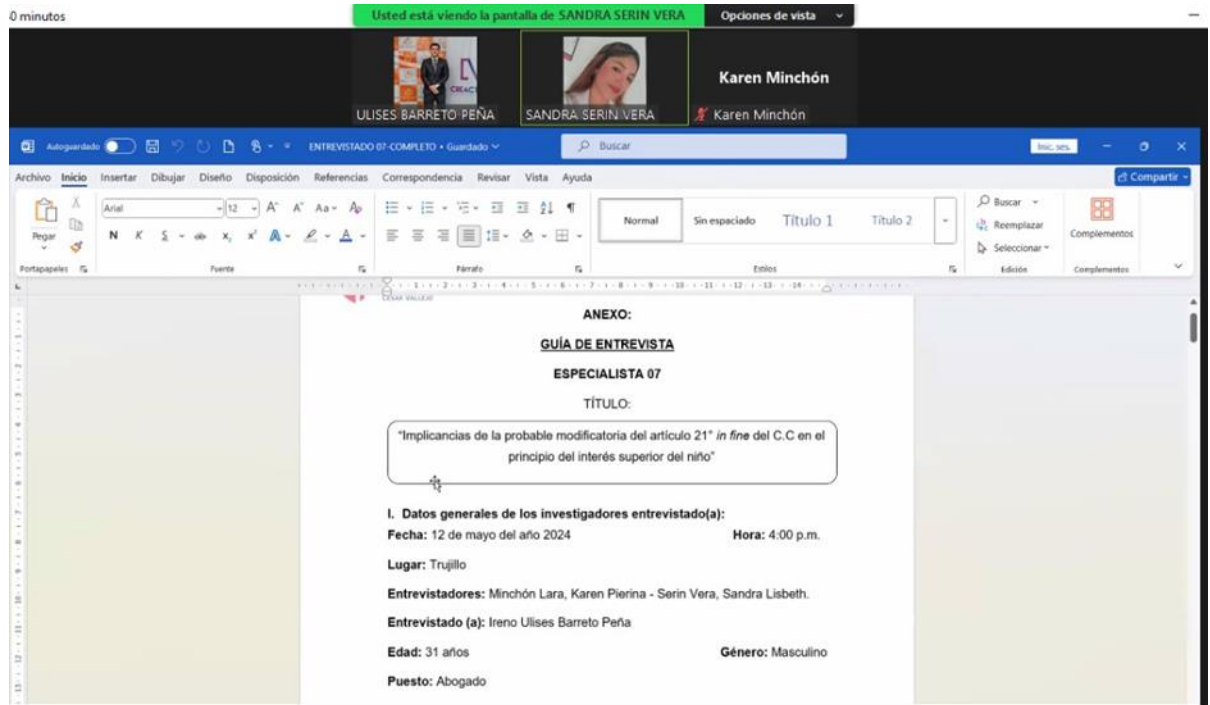 0 minutos
Usted está viendo la pantalla de SANDRA SERIN VERA
Opciones de vista
ULISES BARRETO PEÑA
SANDRA SERIN VERA
Karen Minchón
Karen Minchón
Autoguardado
ENTREVISTADO 07-COMPLETO • Guardado
Buscar
Inic. ses.
Archivo Inicio Insertar Dibujar Diseño Disposición Referencias Correspondencia Revisar Vista Ayuda
Compartir
Pegar
Arial
12
N K S
Normal
Sin espaciado
Título 1
Título 2
Buscar
Reemplazar
Seleccionar
Complementos
Portapapeles
Fuente
Párrafo
Estilos
Edición
Complementos
CÉSAR VALLEJO
ANEXO:
GUÍA DE ENTREVISTA
ESPECIALISTA 07
TÍTULO:
“Implicancias de la probable modificatoria del artículo 21° in fine del C.C en el
principio del interés superior del niño”
I. Datos generales de los investigadores entrevistado(a):
Fecha: 12 de mayo del año 2024 Hora: 4:00 p.m.
Lugar: Trujillo
Entrevistadores: Minchón Lara, Karen Pierina - Serin Vera, Sandra Lisbeth.
Entrevistado (a): Ireno Ulises Barreto Peña
Edad: 31 años Género: Masculino
Puesto: Abogado